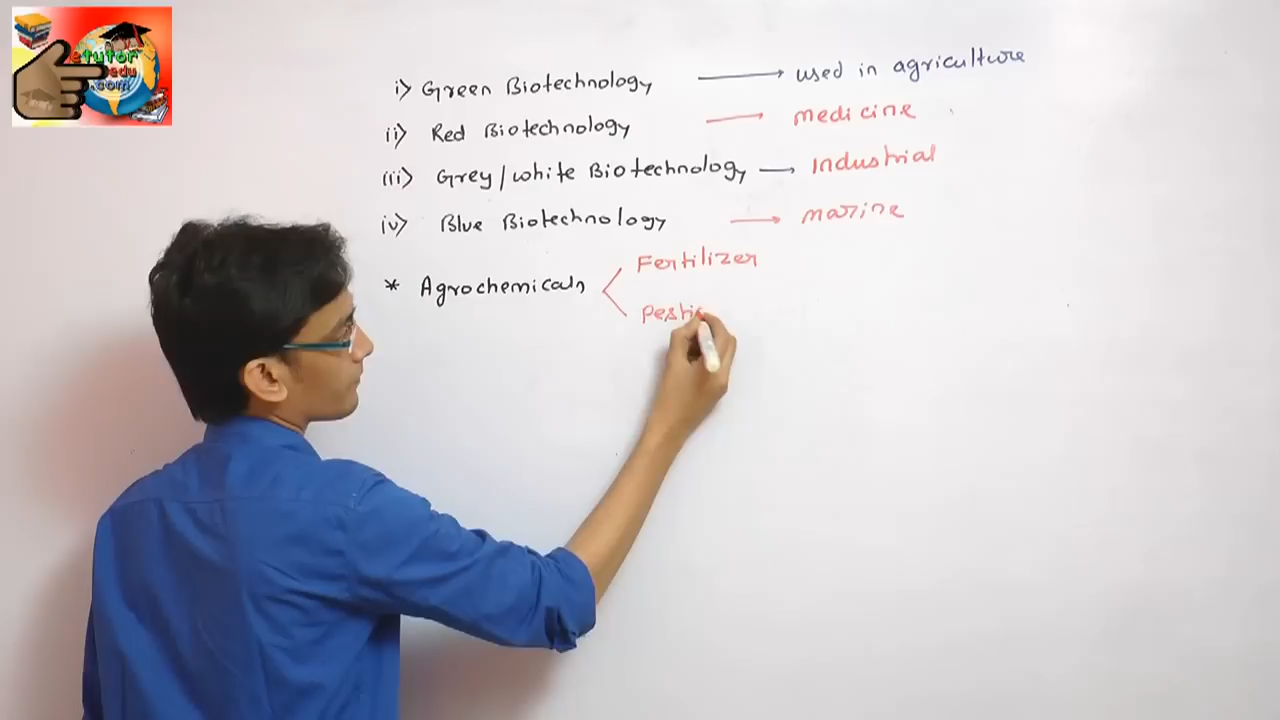 etutor
edu
.com
i) Green Biotechnology → used in agriculture
ii) Red Biotechnology → medicine
(iii) Grey/white Biotechnology → Industrial
iv) Blue Biotechnology → marine
* Agrochemicals Fertilizer
Pesti